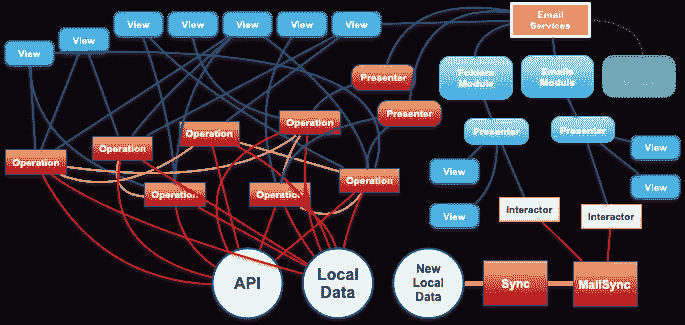 View
View
View
View
View
View
View
Email
Services
Presenter
Folders
Module
Emails
Module
Presenter
Operation
Operation
Operation
Operation
Operation
Operation
Operation
Presenter
Presenter
View
View
View
View
Interactor
Interactor
API
Local
Data
New
Local
Data
Sync
MailSync